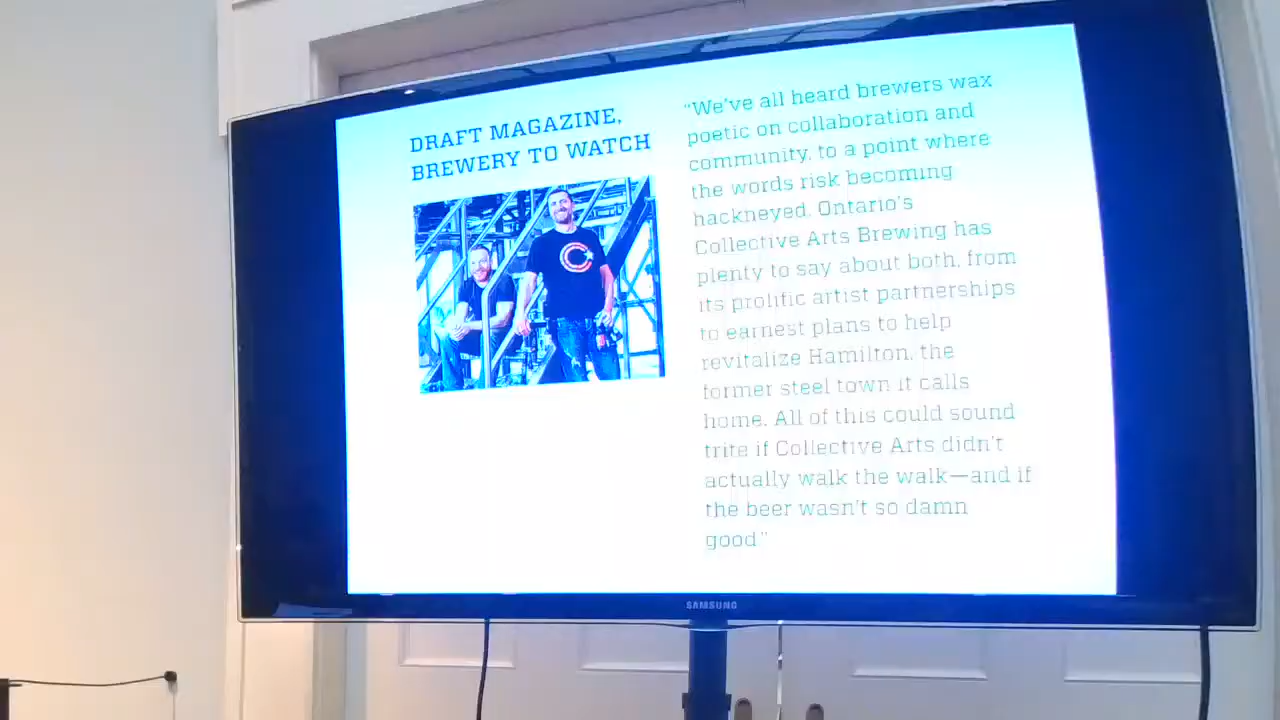 DRAFT MAGAZINE,
BREWERY TO WATCH
“We’ve all heard brewers wax
poetic on collaboration and
community, to a point where
the words risk becoming
hackneyed. Ontario’s
Collective Arts Brewing has
plenty to say about both, from
its prolific artist partnerships
to earnest plans to help
revitalize Hamilton, the
former steel town it calls
home. All of this could sound
trite if Collective Arts didn’t
actually walk the walk—and if
the beer wasn’t so damn
good”
SAMSUNG